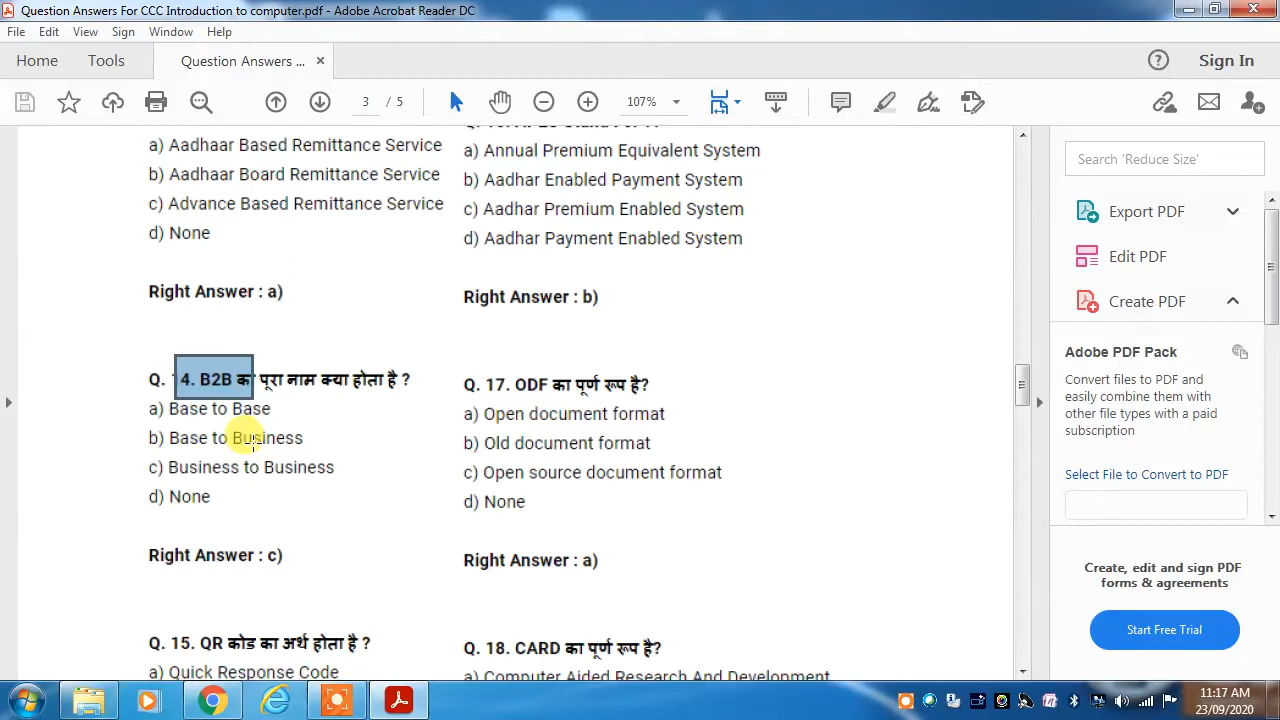 Question Answers For CCC Introduction to computer.pdf - Adobe Acrobat Reader DC
File Edit View Sign Window Help
Home Tools Question Answers ... × Sign In
3 / 5 107%
a) Aadhaar Based Remittance Service
b) Aadhaar Board Remittance Service
c) Advance Based Remittance Service
d) None
Right Answer : a)
Q. 14. B2B का पूरा नाम क्या होता है ?
a) Base to Base
b) Base to Business
c) Business to Business
d) None
Right Answer : c)
Q. 15. QR कोड का अर्थ होता है ?
a) Quick Response Code
a) Annual Premium Equivalent System
b) Aadhar Enabled Payment System
c) Aadhar Premium Enabled System
d) Aadhar Payment Enabled System
Right Answer : b)
Q. 17. ODF का पूर्ण रूप है?
a) Open document format
b) Old document format
c) Open source document format
d) None
Right Answer : a)
Q. 18. CARD का पूर्ण रूप है?
a) Computer Aided Research And Development
Search 'Reduce Size'
Export PDF
Edit PDF
Create PDF
Adobe PDF Pack
Convert files to PDF and
easily combine them with
other file types with a paid
subscription
Select File to Convert to PDF
Create, edit and sign PDF
forms & agreements
Start Free Trial
11:17 AM
23/09/2020